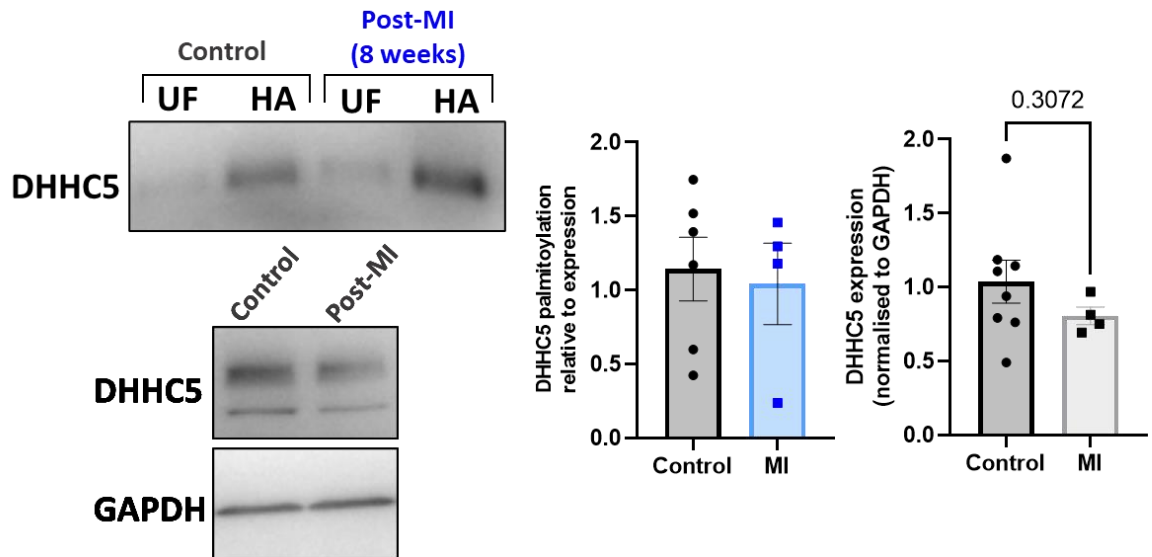 Control
Post-MI
(8 weeks)
UF HA UF HA
DHHC5
Control Post-MI
DHHC5
GAPDH
DHHC5 palmitoylation
relative to expression
2.0
1.5
1.0
0.5
0.0
Control MI
DHHC5 expression
(normalised to GAPDH)
0.3072
2.0
1.5
1.0
0.5
0.0
Control MI